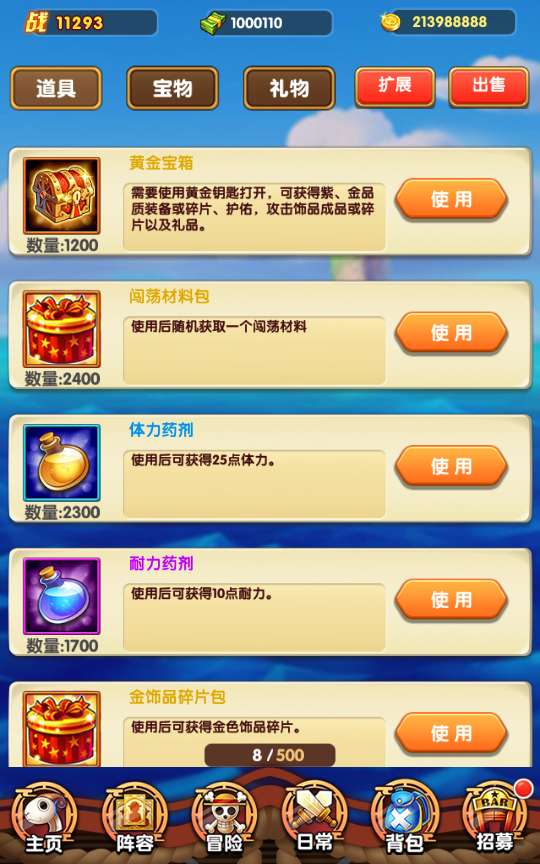 战 11293
1000110
213988888
道具
宝物
礼物
扩展
出售
黄金宝箱
需要使用黄金钥匙打开，可获得紫、金品
质装备或碎片、护佑，攻击饰品成品或碎
片以及礼品。
使用
数量:1200
闯荡材料包
使用后随机获取一个闯荡材料
使用
数量:2400
体力药剂
使用后可获得25点体力。
使用
数量:2300
耐力药剂
使用后可获得10点耐力。
使用
数量:1700
金饰品碎片包
使用后可获得金色饰品碎片。
使用
8/500
主页
阵容
冒险
日常
背包
BAR
招募